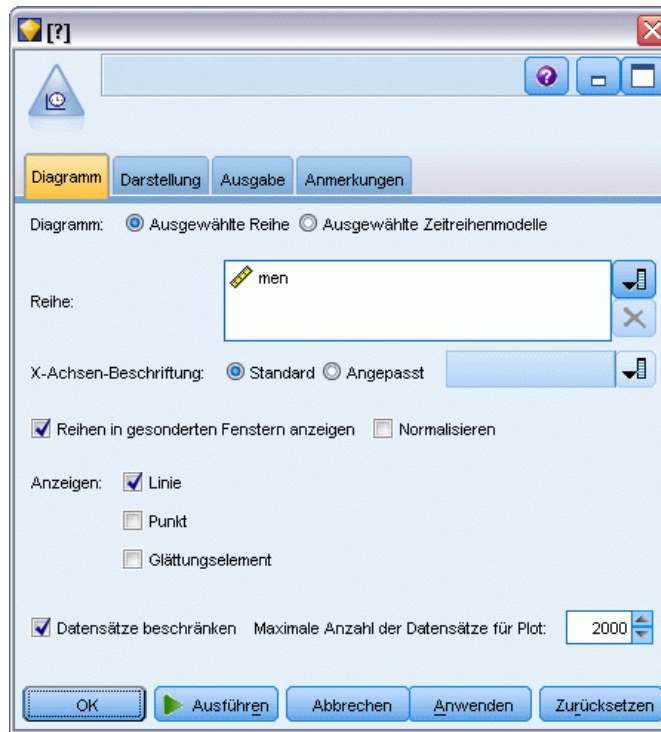 [?]
Diagramm Darstellung Ausgabe Anmerkungen
Diagramm: Ausgewählte Reihe Ausgewählte Zeitreihenmodelle
Reihe: men
X-Achsen-Beschriftung: Standard Angepasst
Reihen in gesonderten Fenstern anzeigen Normalisieren
Anzeigen: Linie
Punkt
Glättungselement
Datensätze beschränken Maximale Anzahl der Datensätze für Plot: 2000
OK Ausführen Abbrechen Anwenden Zurücksetzen